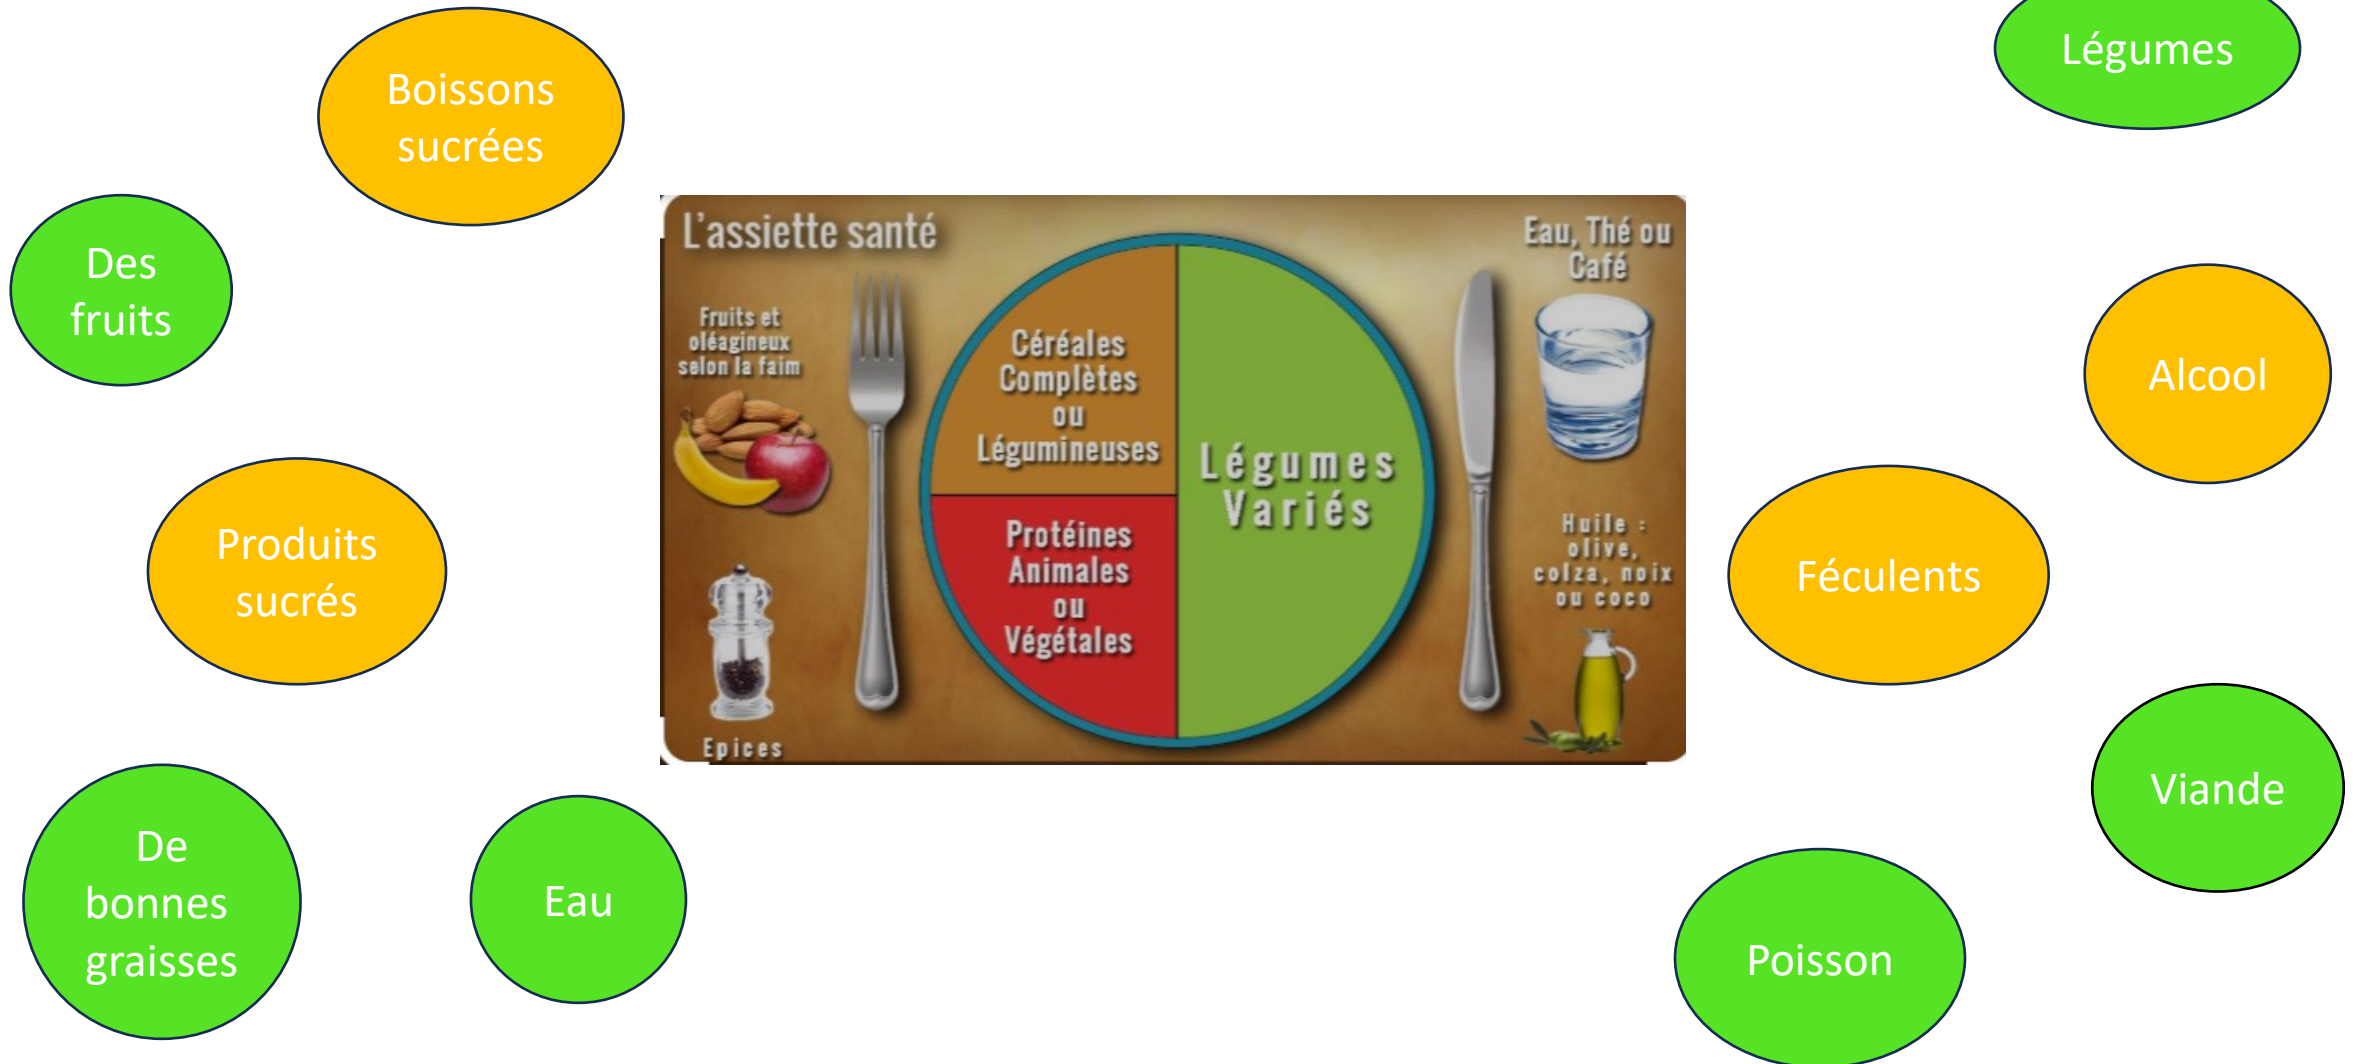 Boissons
sucrées
Légumes
Des
fruits
L'assiette santé
Eau, Thé ou
Café
Fruits et
oléagineux
selon la faim
Céréales
Complètes
ou
Légumineuses
Légumes
Variés
Protéines
Animales
ou
Végétales
Huile :
olive,
colza, noix
ou coco
Epices
Alcool
Produits
sucrés
Féculents
Viande
De
bonnes
graisses
Eau
Poisson